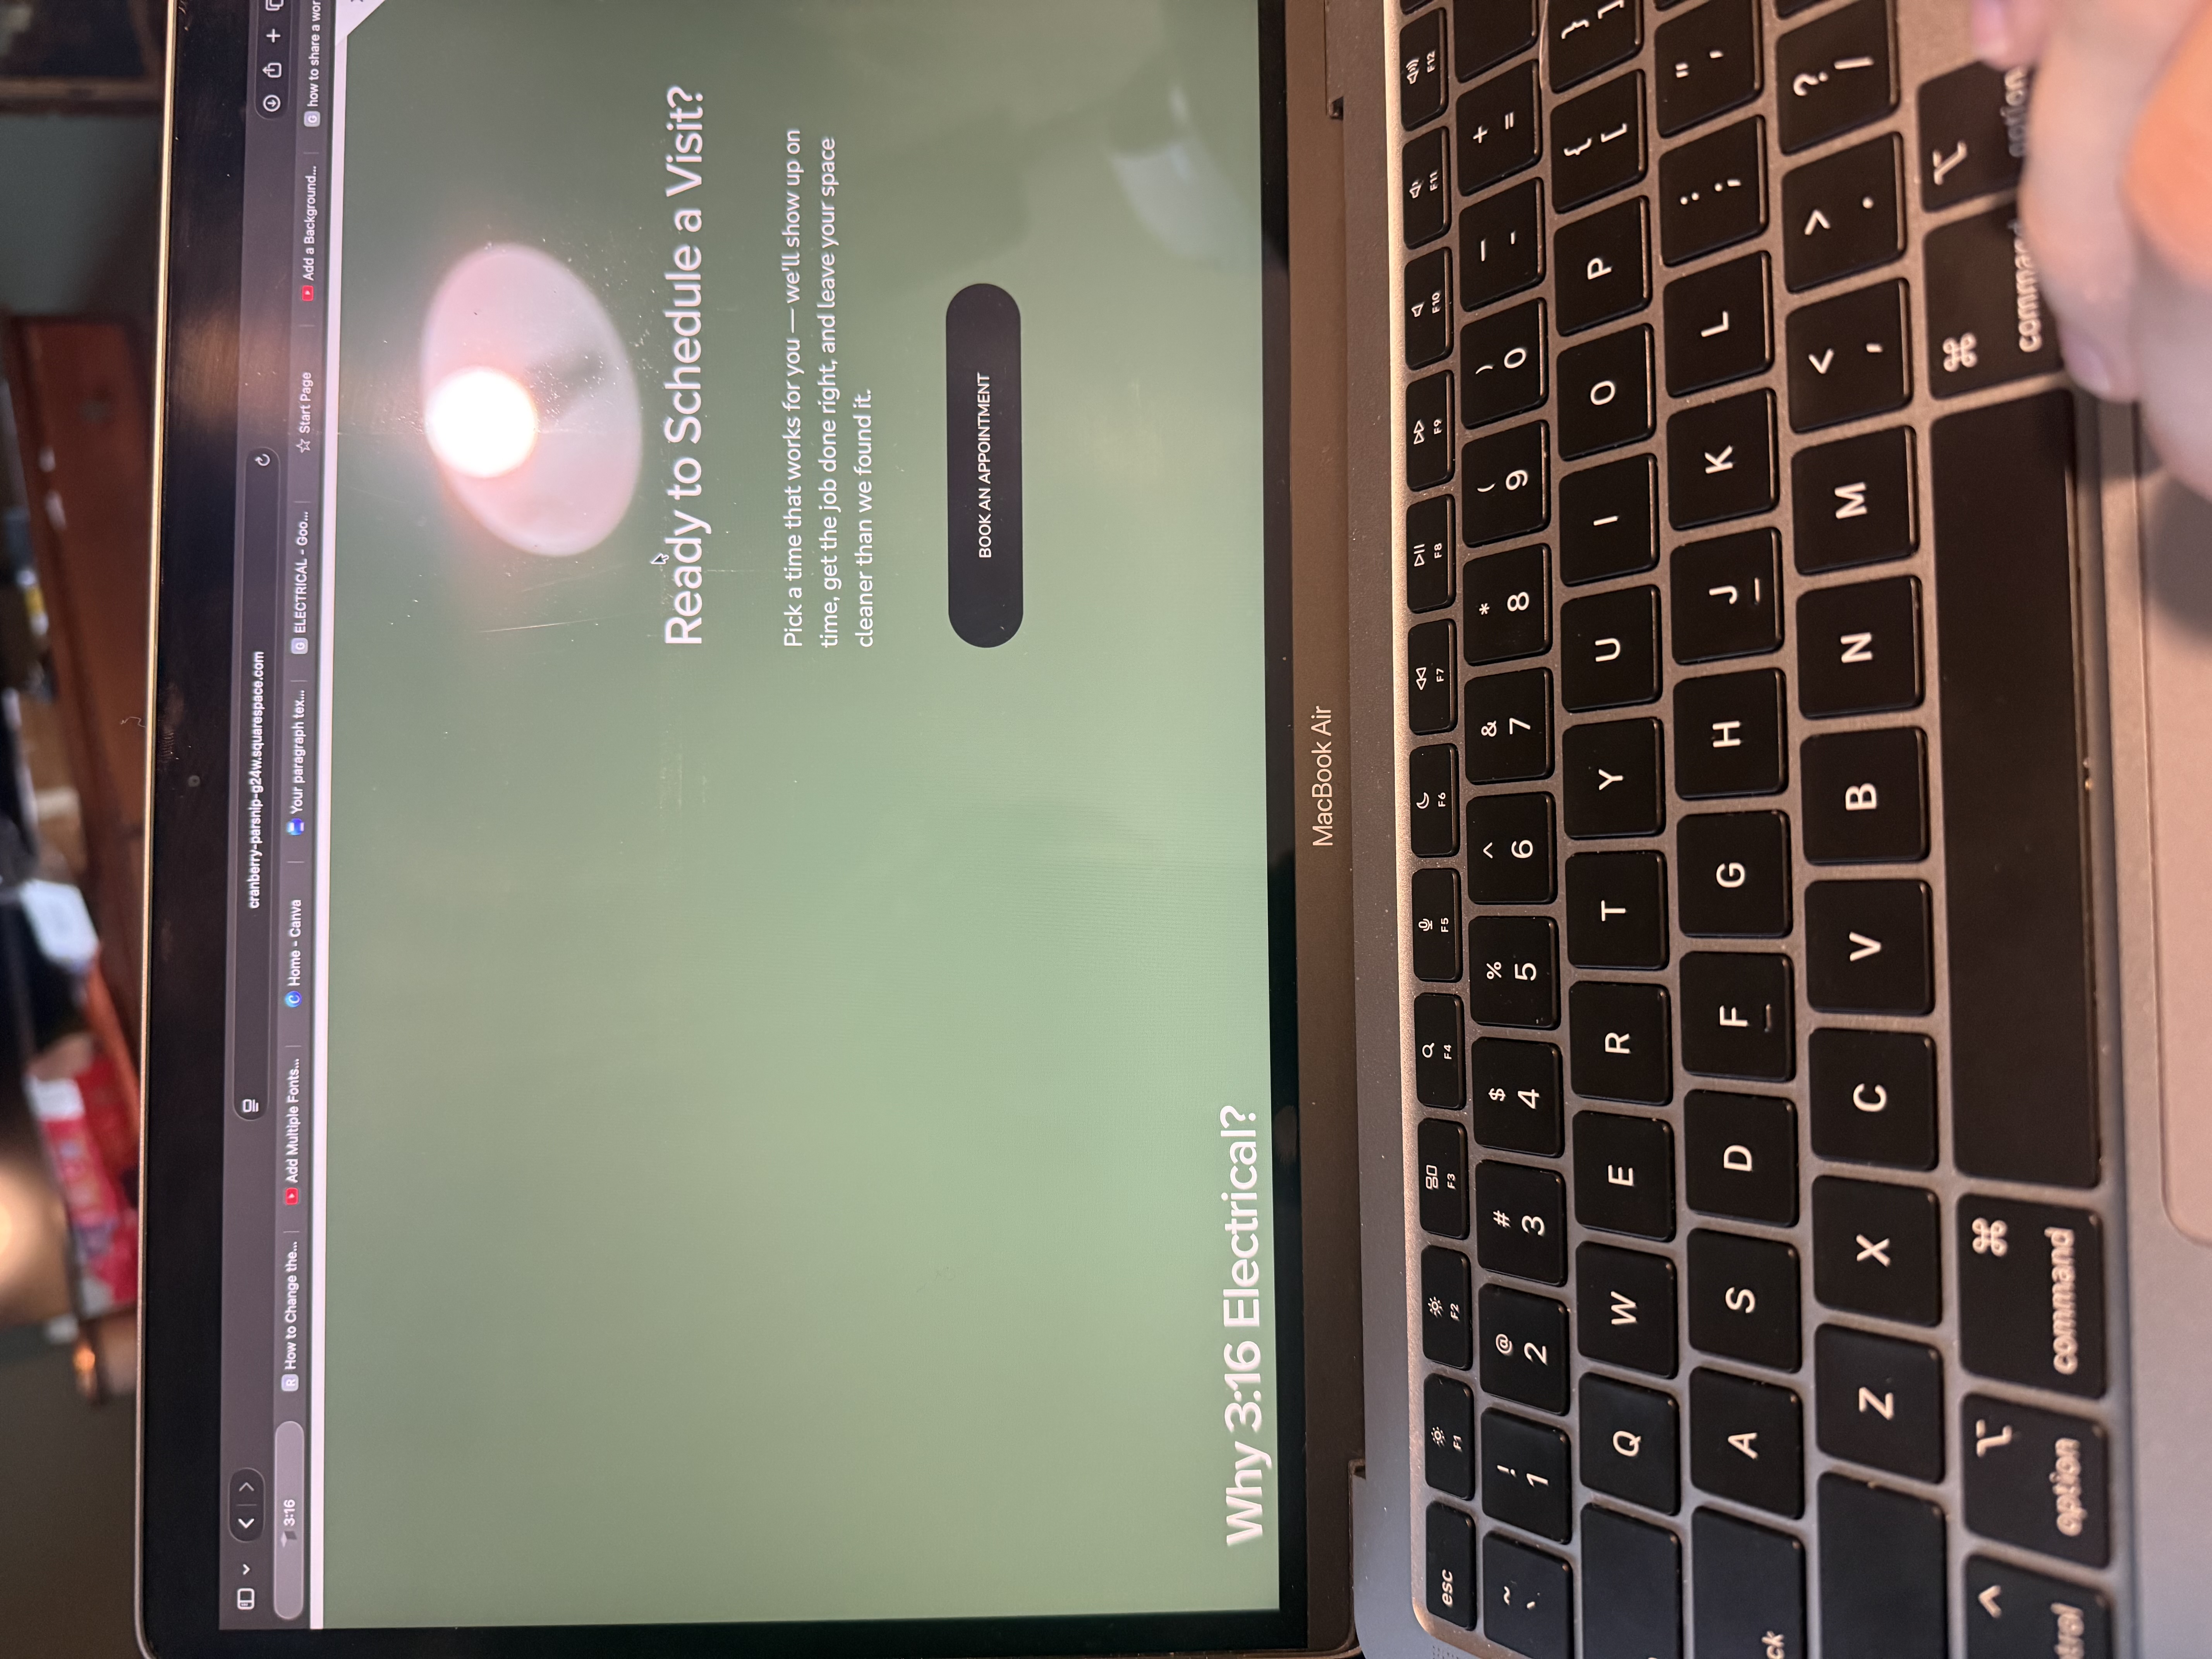 cranberry-parsnip-g24w.squarespace.com
3:16
How to Change the...
Add Multiple Fonts...
Home - Canva
Your paragraph tex...
ELECTRICAL - Goo...
Start Page
Add a Background...
how to share a wor
Ready to Schedule a Visit?
Pick a time that works for you — we'll show up on
time, get the job done right, and leave your space
cleaner than we found it.
BOOK AN APPOINTMENT
Why 3:16 Electrical?
MacBook Air
esc F1 F2 F3 F4 F5 F6 F7 F8 F9 F10 F11 F12
~ ! @ # $ % ^ & * ( ) — +
` 1 2 3 4 5 6 7 8 9 0 - =
Q W E R T Y U I O P { [ } ]
ck A S D F G H J K L : ; " '
Z X C V B N M < , > . ? /
trol option command command option